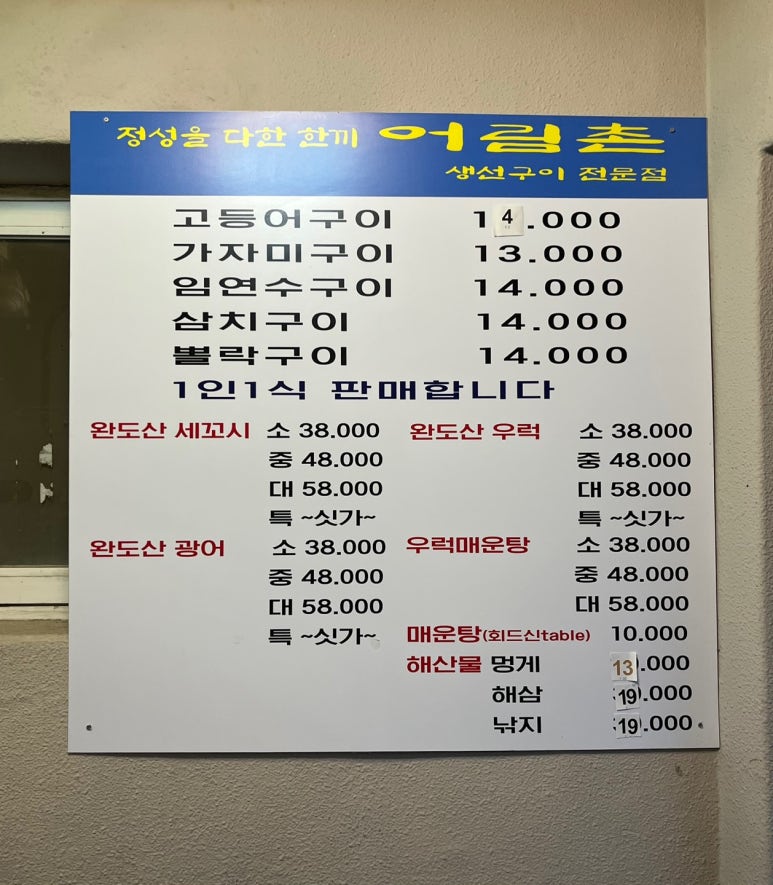 정성을 다한 한끼 어림촌
생선구이 전문점
고등어구이 14.000
가자미구이 13.000
임연수구이 14.000
삼치구이 14.000
뽈락구이 14.000
1인1식 판매합니다
완도산 세꼬시 소 38.000
중 48.000
대 58.000
특 ~싯가~
완도산 광어 소 38.000
중 48.000
대 58.000
특 ~싯가~
완도산 우럭 소 38.000
중 48.000
대 58.000
특 ~싯가~
우럭매운탕 소 38.000
중 48.000
대 58.000
매운탕(회드신table) 10.000
해산물 멍게 13.000
해삼 19.000
낚지 19.000